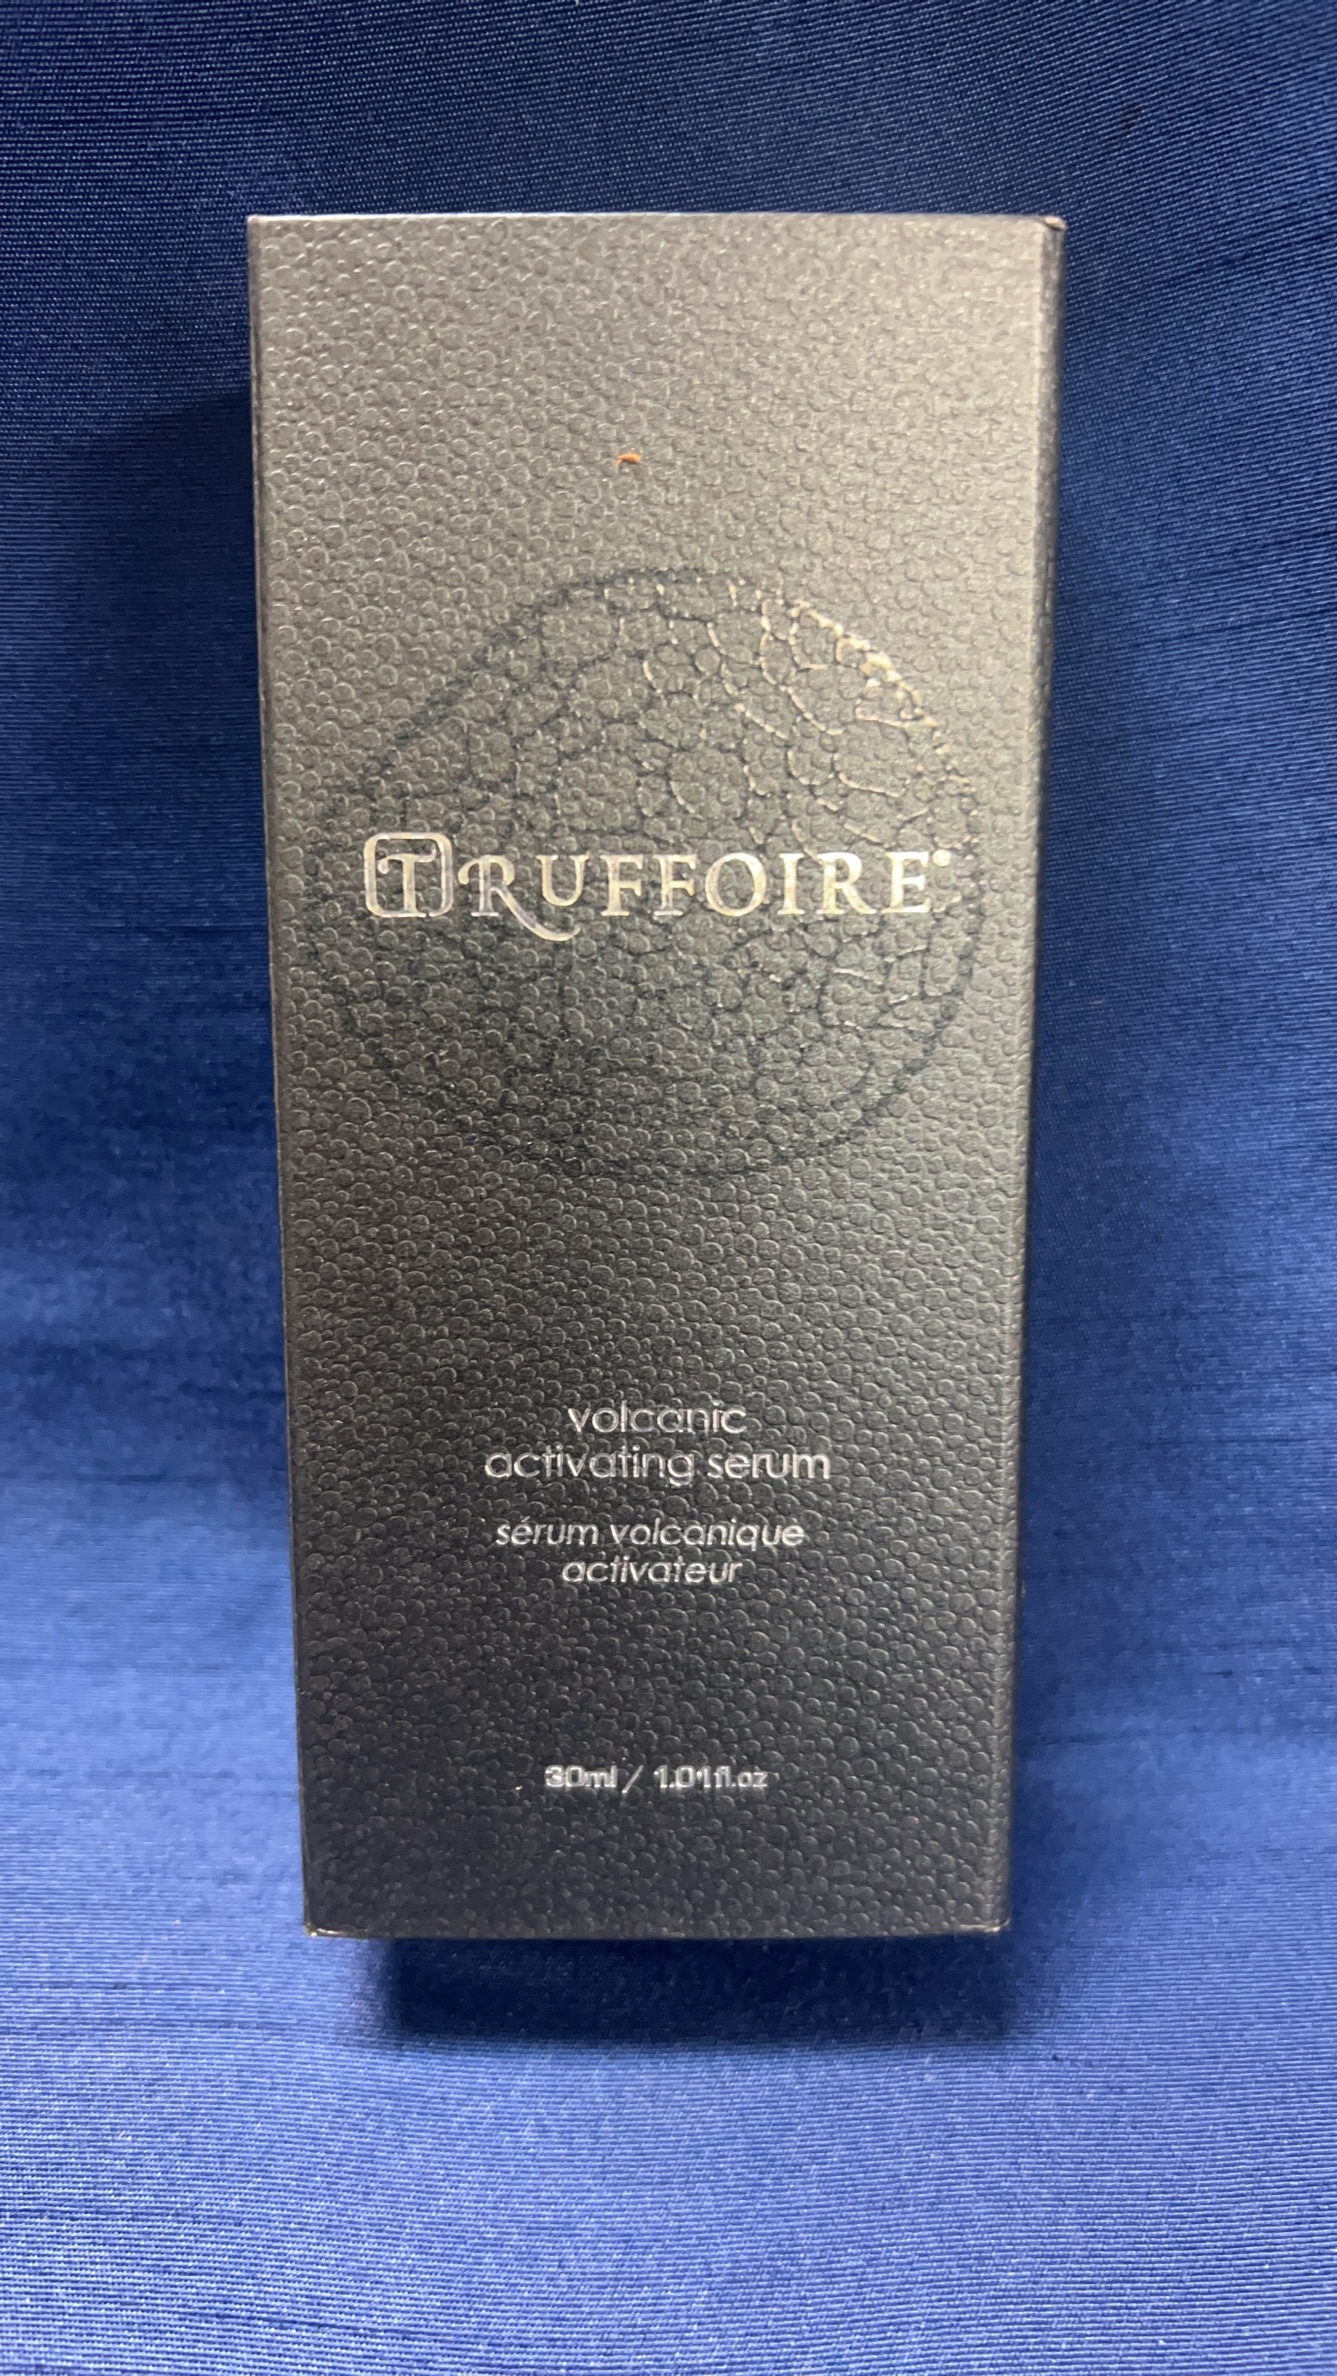 TRUFFOIRE®
volcanic
activating serum
sérum volcanique
activateur
30ml / 1.01fl.oz